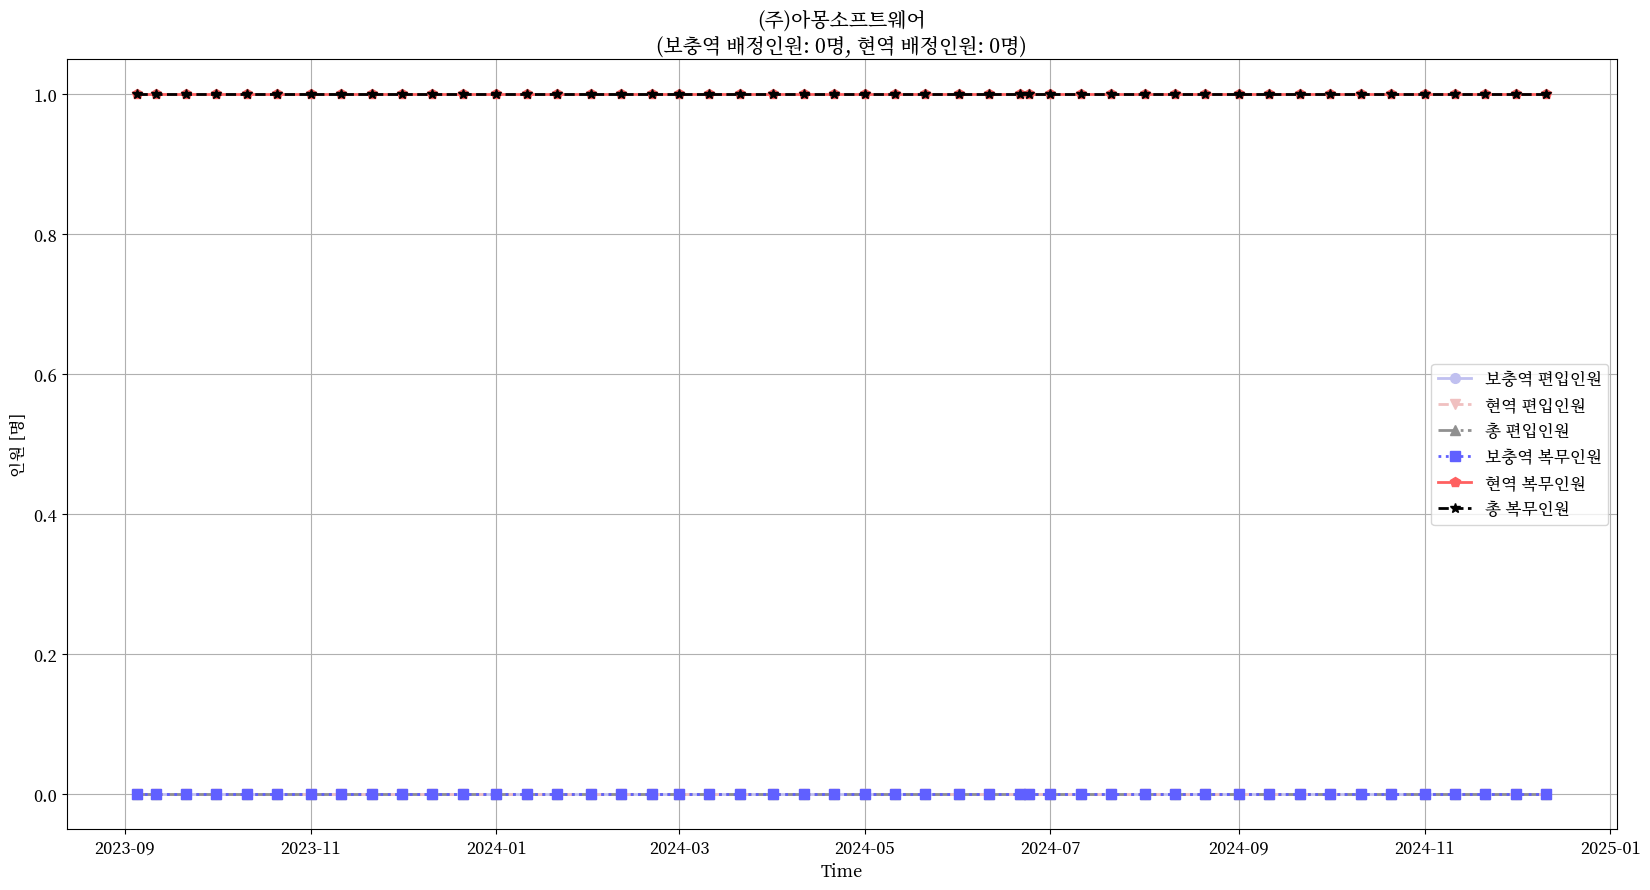 (주)아몽소프트웨어
(보충역 배정인원: 0명, 현역 배정인원: 0명)
인원 [명]
1.0
0.8
0.6
0.4
0.2
0.0
보충역 편입인원
현역 편입인원
총 편입인원
보충역 복무인원
현역 복무인원
총 복무인원
2023-09 2023-11 2024-01 2024-03 2024-05 2024-07 2024-09 2024-11 2025-01
Time